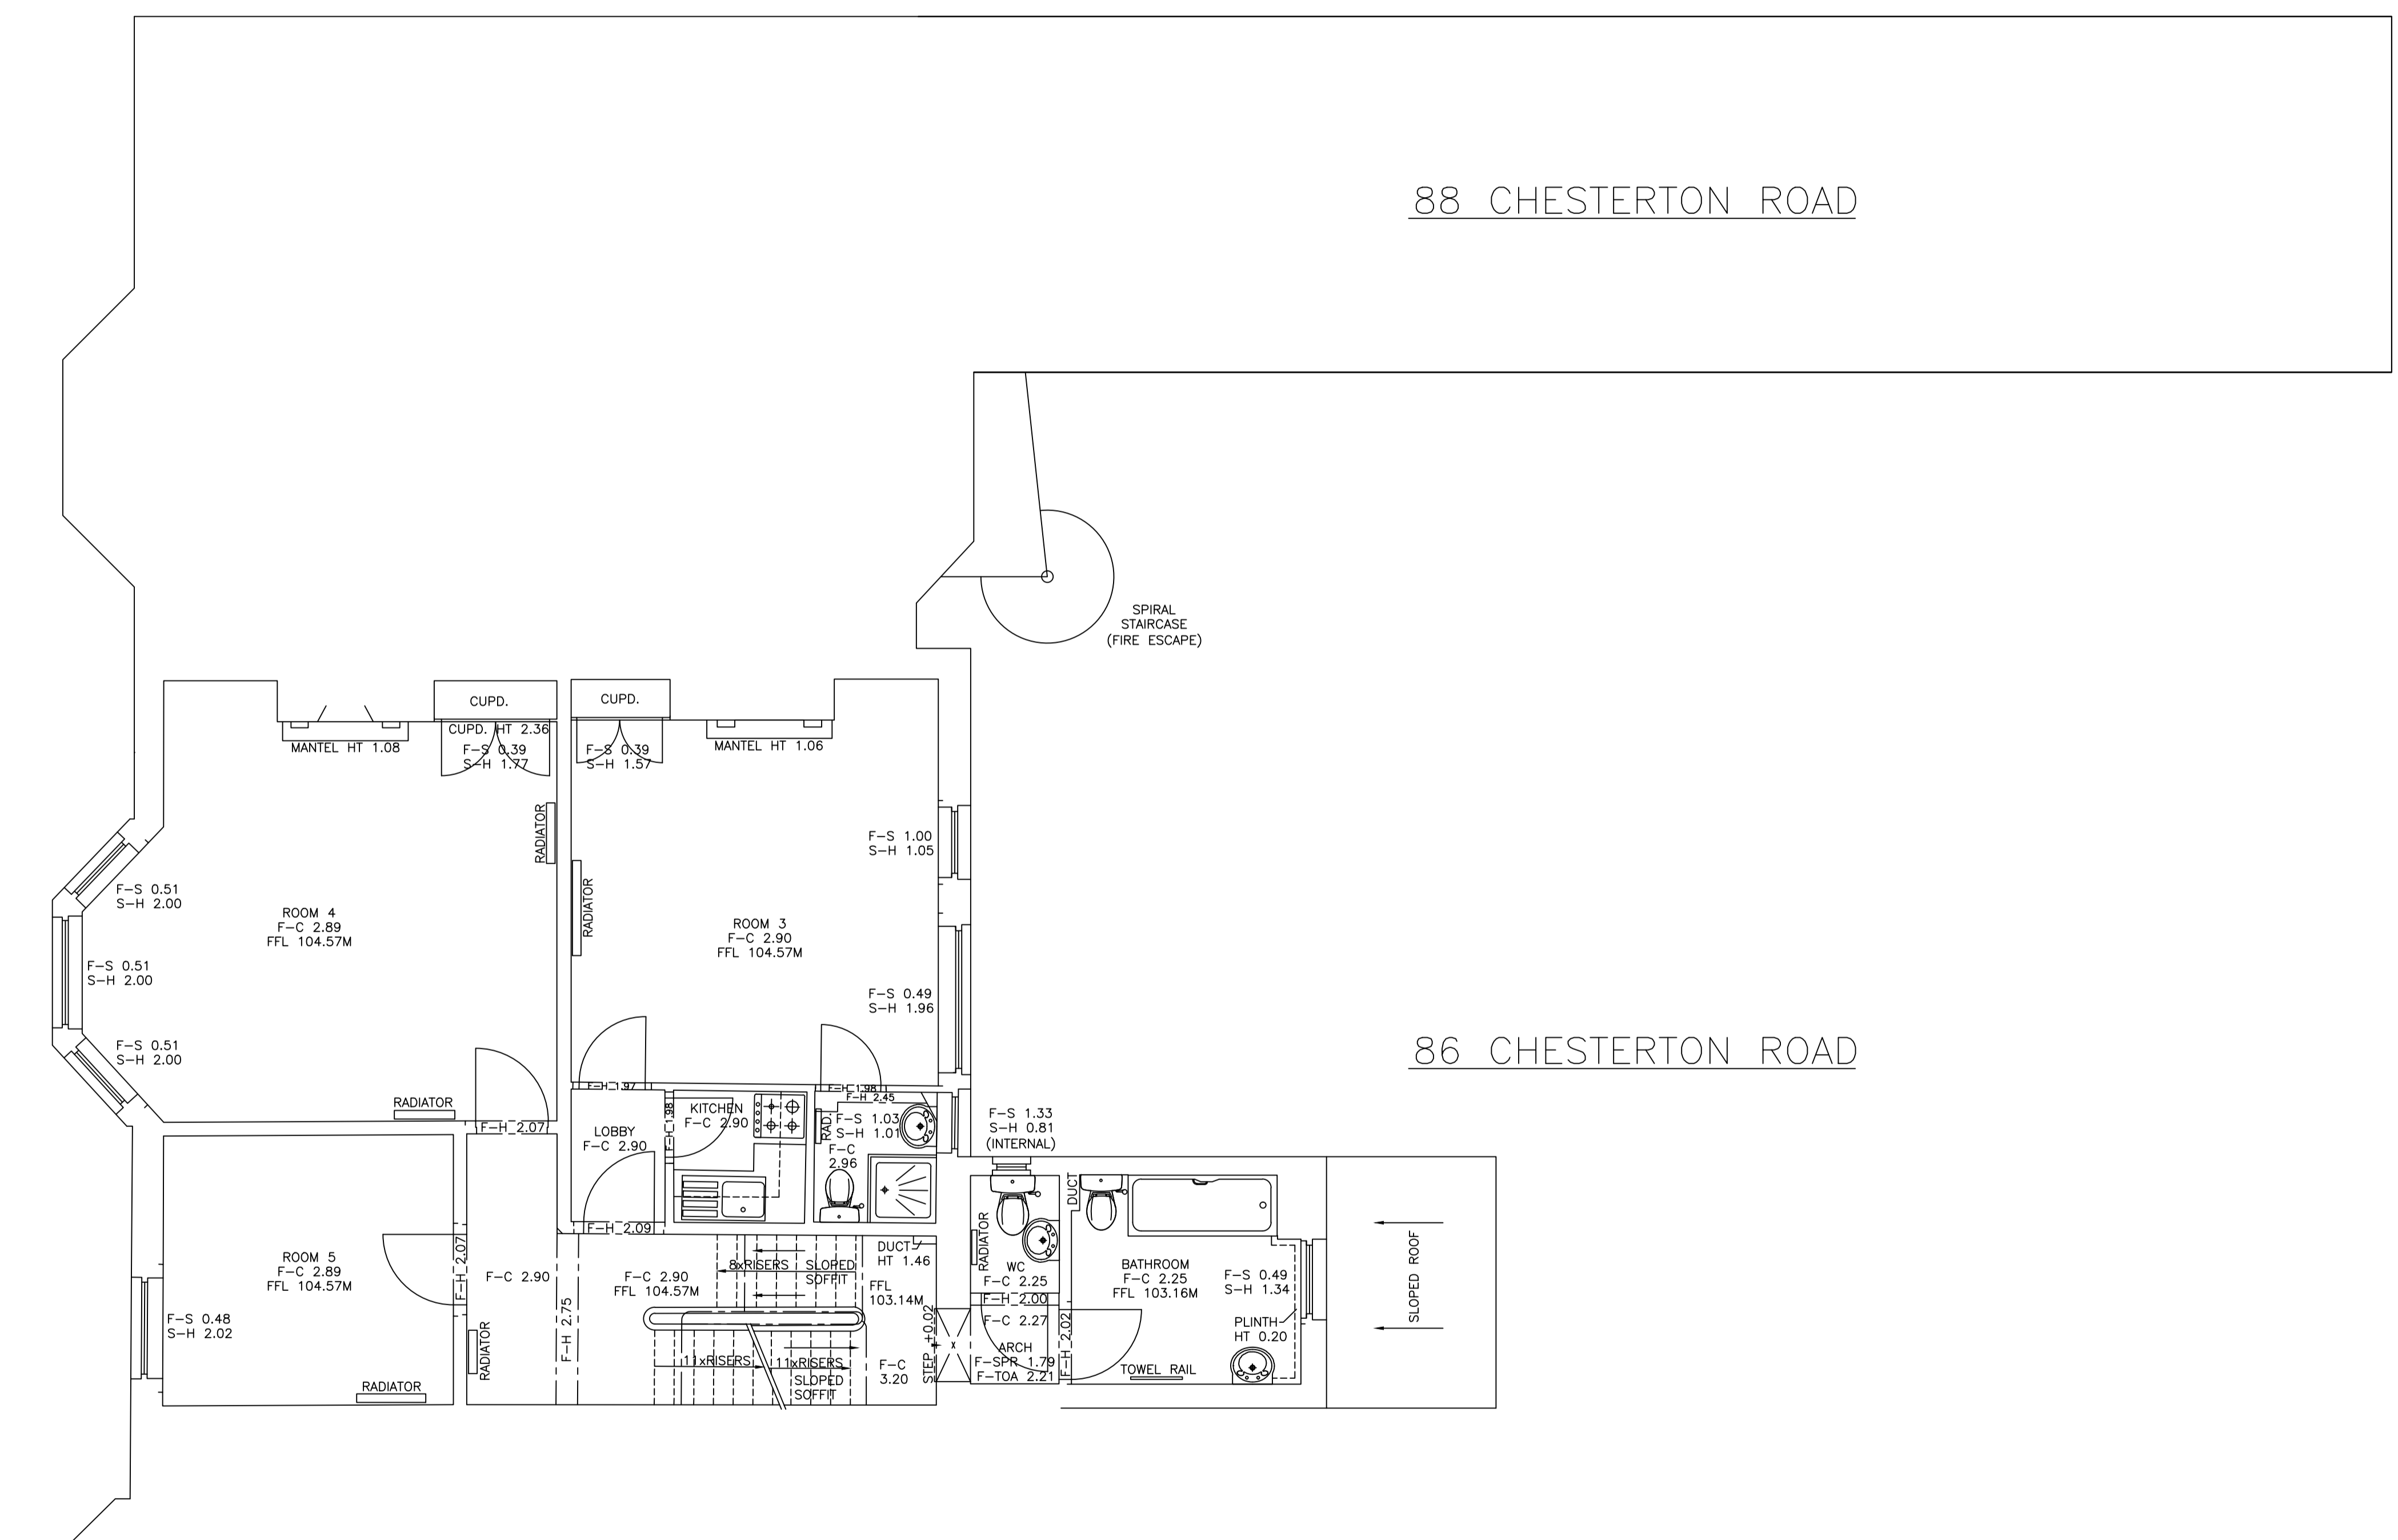 88 CHESTERTON ROAD
SPIRAL
STAIRCASE
(FIRE ESCAPE)
CUPD.
CUPD. HT 2.36
F-S 0.39
S-H 1.77
MANTEL HT 1.08
CUPD.
F-S 0.39
S-H 1.57
MANTEL HT 1.06
RADIATOR
RADIATOR
F-S 1.00
S-H 1.05
F-S 0.51
S-H 2.00
ROOM 4
F-C 2.89
FFL 104.57M
ROOM 3
F-C 2.90
FFL 104.57M
F-S 0.51
S-H 2.00
F-S 0.49
S-H 1.96
F-S 0.51
S-H 2.00
86 CHESTERTON ROAD
RADIATOR
F-H 2.07
F-H 1.97
F-H 1.98
F-H 2.45
KITCHEN
F-C 2.90
F-H 1.98
LOBBY
F-C 2.90
RAD.
F-S 1.03
S-H 1.01
F-C
2.96
F-S 1.33
S-H 0.81
(INTERNAL)
DUCT
F-H 2.09
ROOM 5
F-C 2.89
FFL 104.57M
F-H 2.07
F-C 2.90
F-H 2.75
F-C 2.90
FFL 104.57M
8xRISERS
SLOPED
SOFFIT
DUCT
HT 1.46
FFL
103.14M
RADIATOR
WC
F-C 2.25
F-H 2.00
F-C 2.27
ARCH
F-SPR 1.79
F-TOA 2.21
F-H 2.02
BATHROOM
F-C 2.25
FFL 103.16M
F-S 0.49
S-H 1.34
PLINTH
HT 0.20
TOWEL RAIL
SLOPED ROOF
F-S 0.48
S-H 2.02
RADIATOR
RADIATOR
11xRISERS
11xRISERS
SLOPED
SOFFIT
F-C
3.20
STEP +0.02